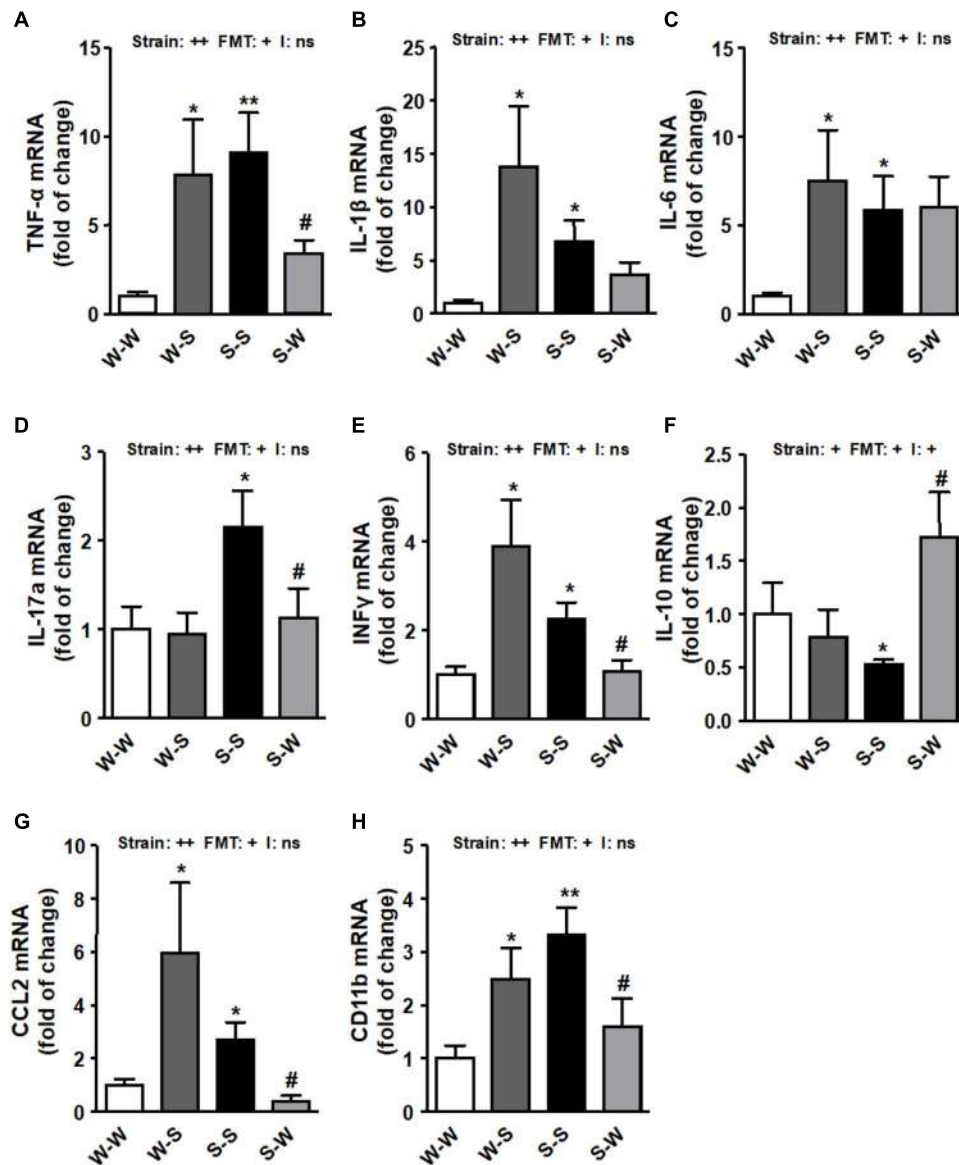 A
Strain: ++ FMT: + I: ns
TNF-α mRNA
(fold of change)
15
10
5
0
W-W
W-S
S-S
S-W
*
**
#
B
Strain: ++ FMT: + I: ns
IL-1β mRNA
(fold of change)
25
20
15
10
5
0
W-W
W-S
S-S
S-W
*
*
C
Strain: ++ FMT: + I: ns
IL-6 mRNA
(fold of change)
15
10
5
0
W-W
W-S
S-S
S-W
*
*
D
Strain: ++ FMT: + I: ns
IL-17a mRNA
(fold of change)
3
2
1
0
W-W
W-S
S-S
S-W
*
#
E
Strain: ++ FMT: + I: ns
INFγ mRNA
(fold of change)
6
4
2
0
W-W
W-S
S-S
S-W
*
*
#
F
Strain: + FMT: + I: +
IL-10 mRNA
(fold of chnage)
2.5
2.0
1.5
1.0
0.5
0.0
W-W
W-S
S-S
S-W
*
#
G
Strain: ++ FMT: + I: ns
CCL2 mRNA
(fold of change)
10
8
6
4
2
0
W-W
W-S
S-S
S-W
*
*
#
H
Strain: ++ FMT: + I: ns
CD11b mRNA
(fold of change)
5
4
3
2
1
0
W-W
W-S
S-S
S-W
*
**
#